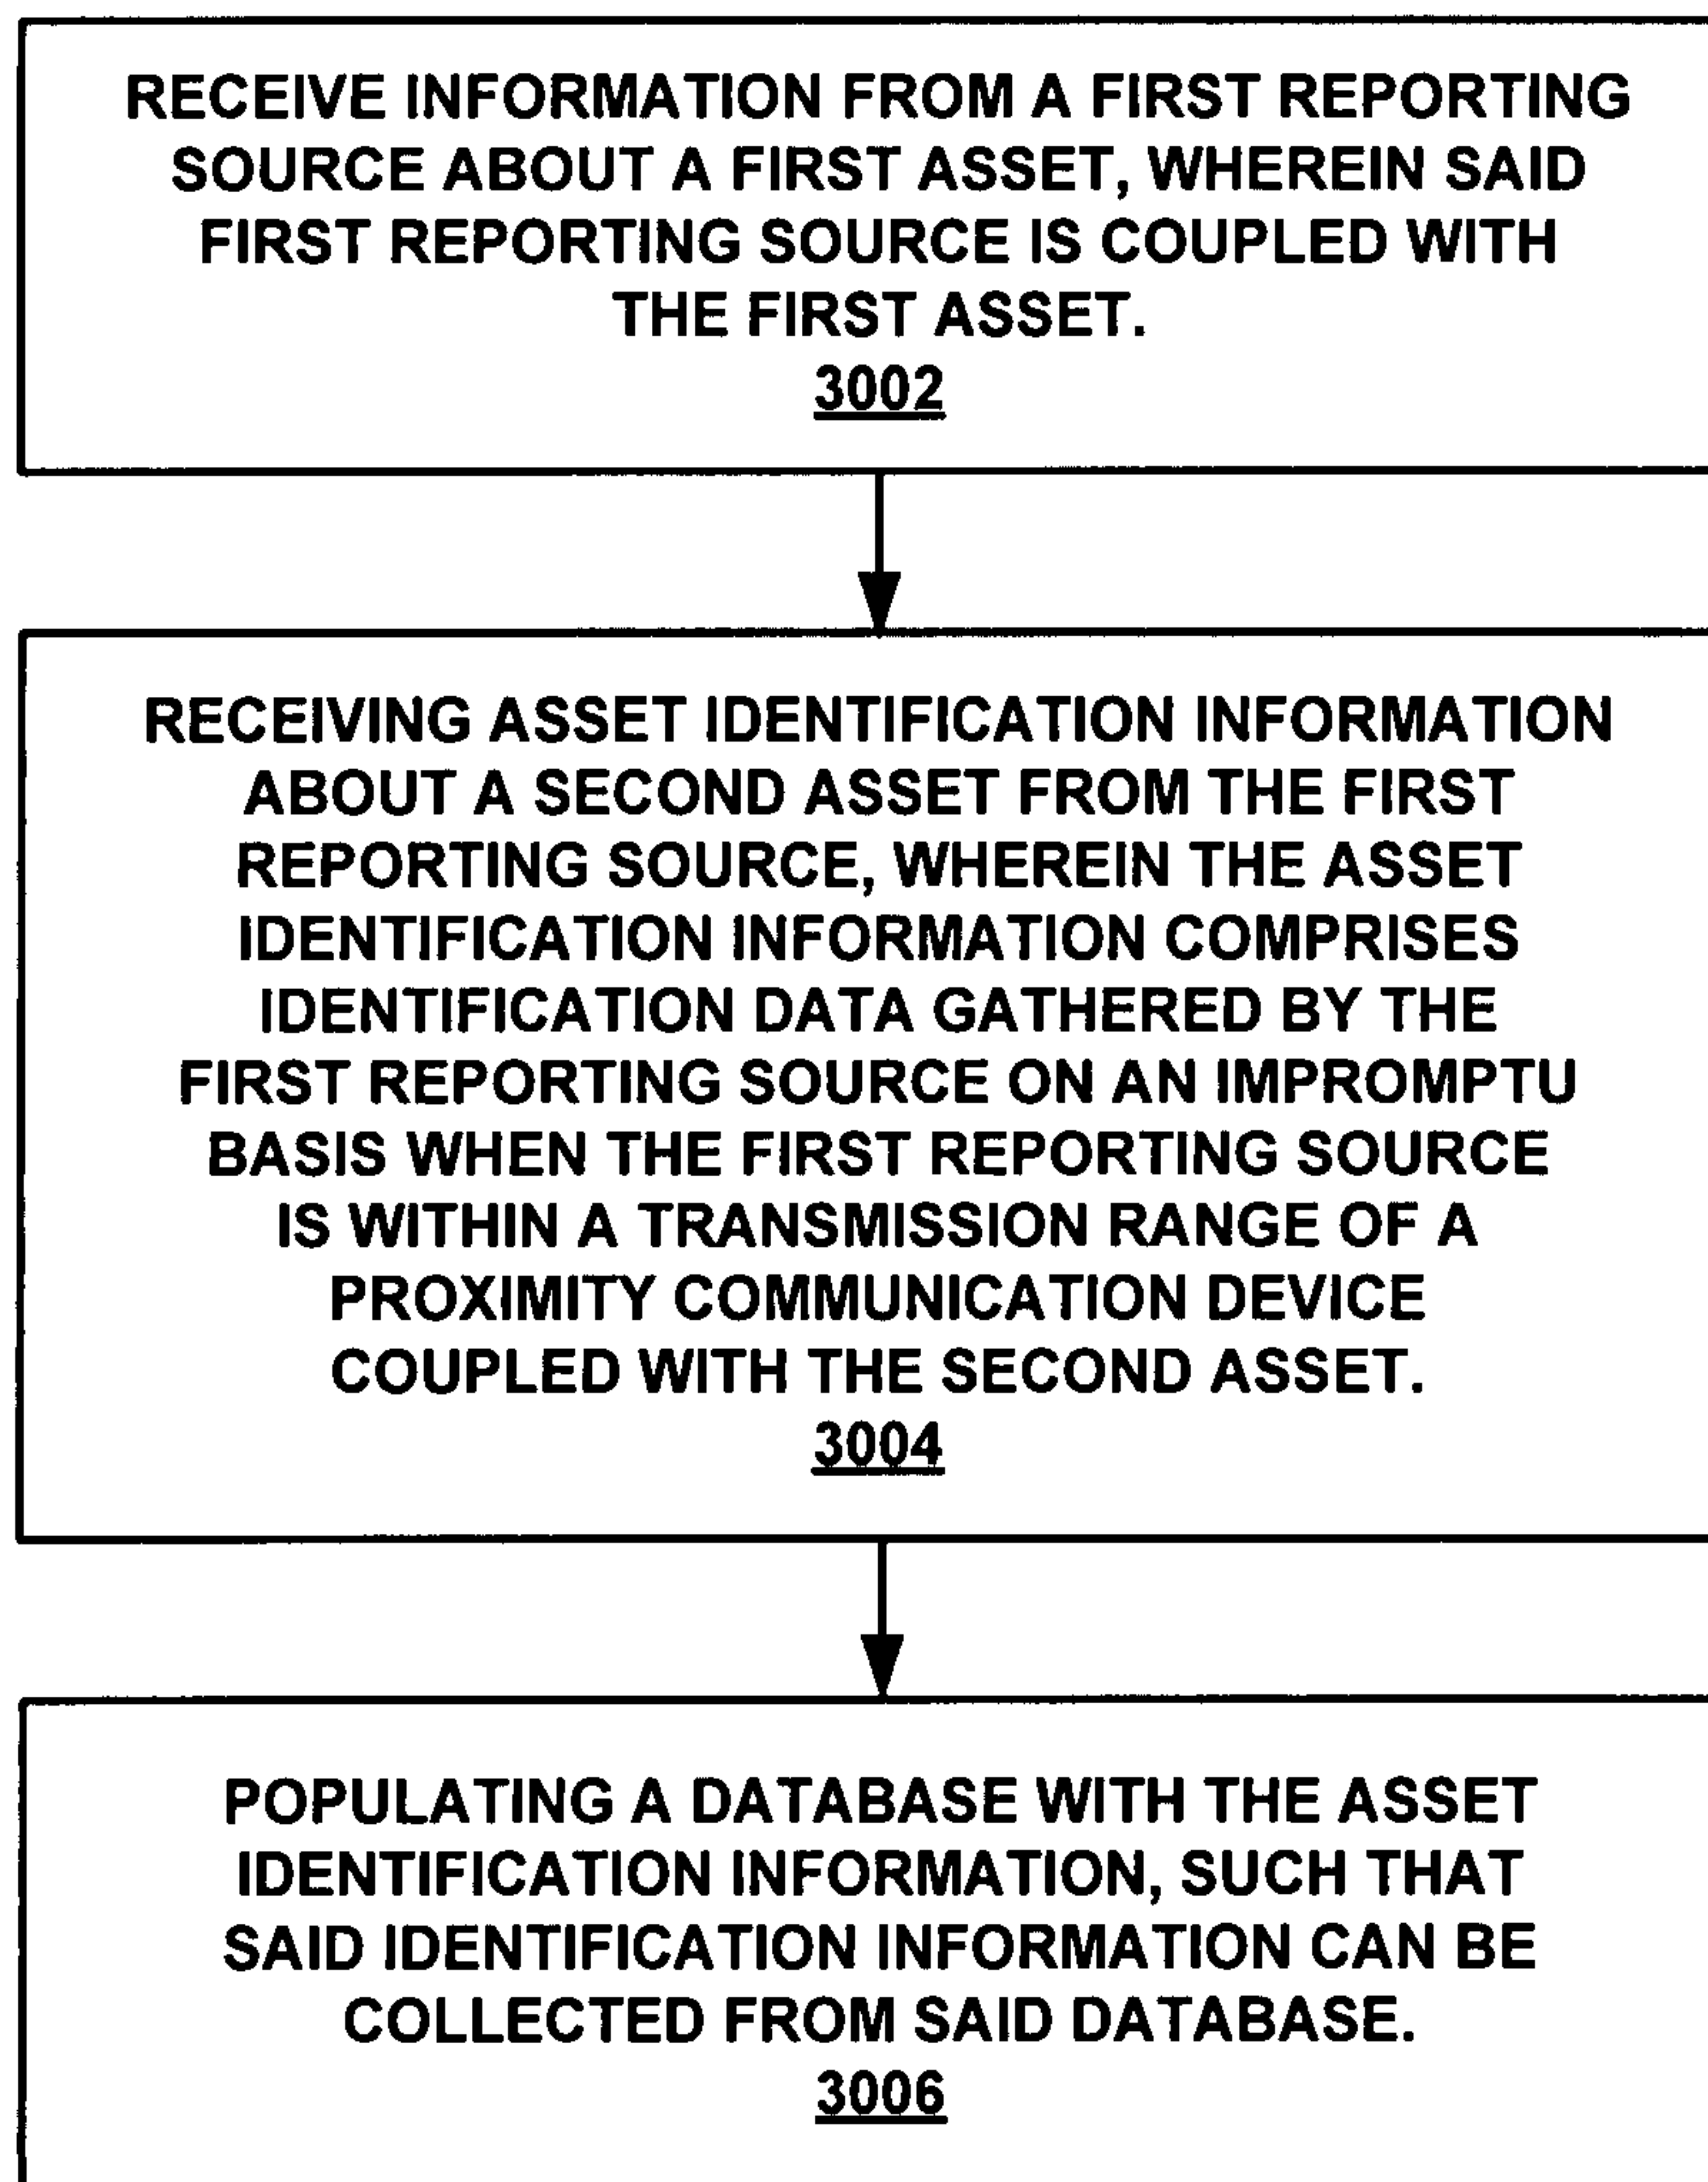 RECEIVE INFORMATION FROM A FIRST REPORTING
SOURCE ABOUT A FIRST ASSET, WHEREIN SAID
FIRST REPORTING SOURCE IS COUPLED WITH
THE FIRST ASSET.
3002
RECEIVING ASSET IDENTIFICATION INFORMATION
ABOUT A SECOND ASSET FROM THE FIRST
REPORTING SOURCE, WHEREIN THE ASSET
IDENTIFICATION INFORMATION COMPRISES
IDENTIFICATION DATA GATHERED BY THE
FIRST REPORTING SOURCE ON AN IMPROMPTU
BASIS WHEN THE FIRST REPORTING SOURCE
IS WITHIN A TRANSMISSION RANGE OF A
PROXIMITY COMMUNICATION DEVICE
COUPLED WITH THE SECOND ASSET.
3004
POPULATING A DATABASE WITH THE ASSET
IDENTIFICATION INFORMATION, SUCH THAT
SAID IDENTIFICATION INFORMATION CAN BE
COLLECTED FROM SAID DATABASE.
3006